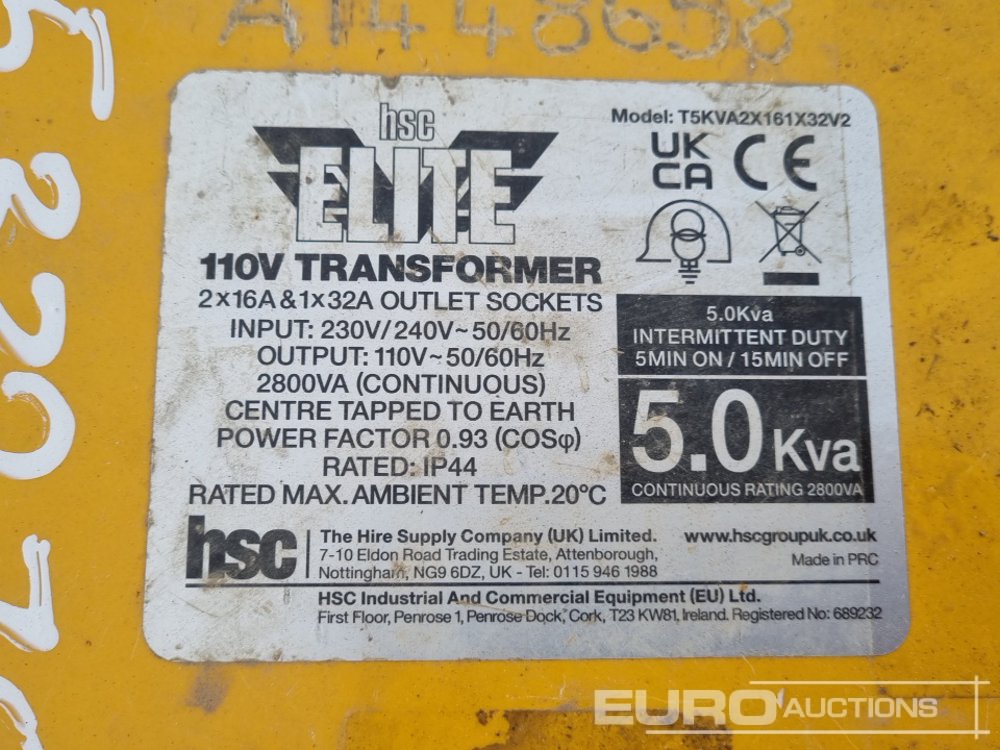 A1448658
hsc
ELITE
Model: T5KVA2X161X32V2
UK
CA CE
110V TRANSFORMER
2x16A & 1x32A OUTLET SOCKETS
INPUT: 230V/240V~50/60Hz
OUTPUT: 110V~50/60Hz
2800VA (CONTINUOUS)
CENTRE TAPPED TO EARTH
POWER FACTOR 0.93 (COSφ)
RATED: IP44
RATED MAX. AMBIENT TEMP.20ºC
5.0Kva
INTERMITTENT DUTY
5MIN ON / 15MIN OFF
5.0 Kva
CONTINUOUS RATING 2800VA
hsc
The Hire Supply Company (UK) Limited.
7-10 Eldon Road Trading Estate, Attenborough,
Nottingham, NG9 6DZ, UK - Tel: 0115 946 1988
www.hscgroupuk.co.uk
Made in PRC
HSC Industrial And Commercial Equipment (EU) Ltd.
First Floor, Penrose 1, Penrose Dock, Cork, T23 KW81, Ireland. Registered No: 689232
EURO AUCTIONS